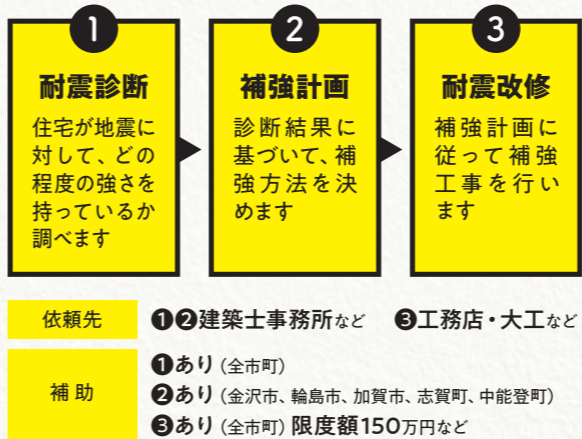 ❶
耐震診断
住宅が地震に
対して、どの
程度の強さを
持っているか
調べます
❷
補強計画
診断結果に
基づいて、補
強方法を決
めます
❸
耐震改修
補強計画に
従って補強
工事を行い
ます
依頼先 ❶❷建築士事務所など ❸工務店・大工など
補助
❶あり(全市町)
❷あり(金沢市、輪島市、加賀市、志賀町、中能登町)
❸あり(全市町)限度額150万円など